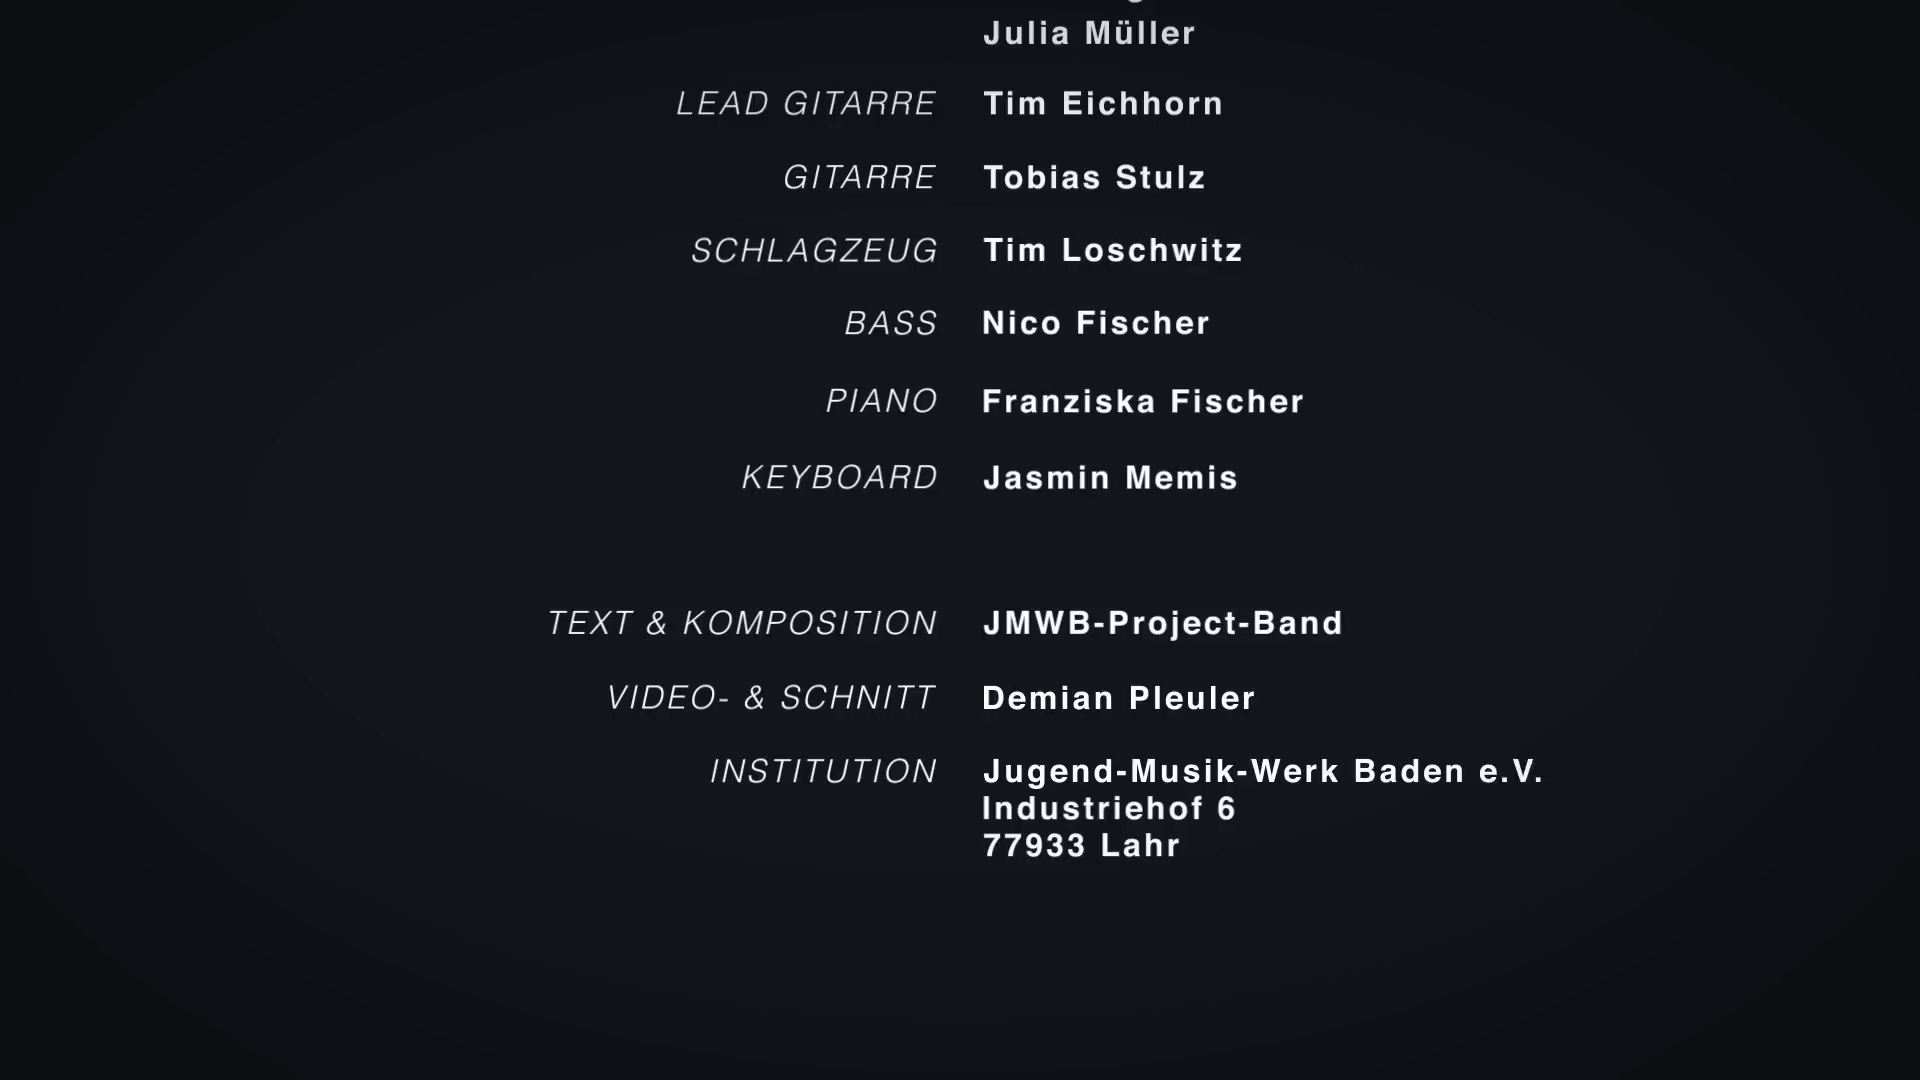 Julia Müller
LEAD GITARRE Tim Eichhorn
GITARRE Tobias Stulz
SCHLAGZEUG Tim Loschwitz
BASS Nico Fischer
PIANO Franziska Fischer
KEYBOARD Jasmin Memis
TEXT & KOMPOSITION JMWB-Project-Band
VIDEO- & SCHNITT Demian Pleuler
INSTITUTION Jugend-Musik-Werk Baden e.V.
Industriehof 6
77933 Lahr